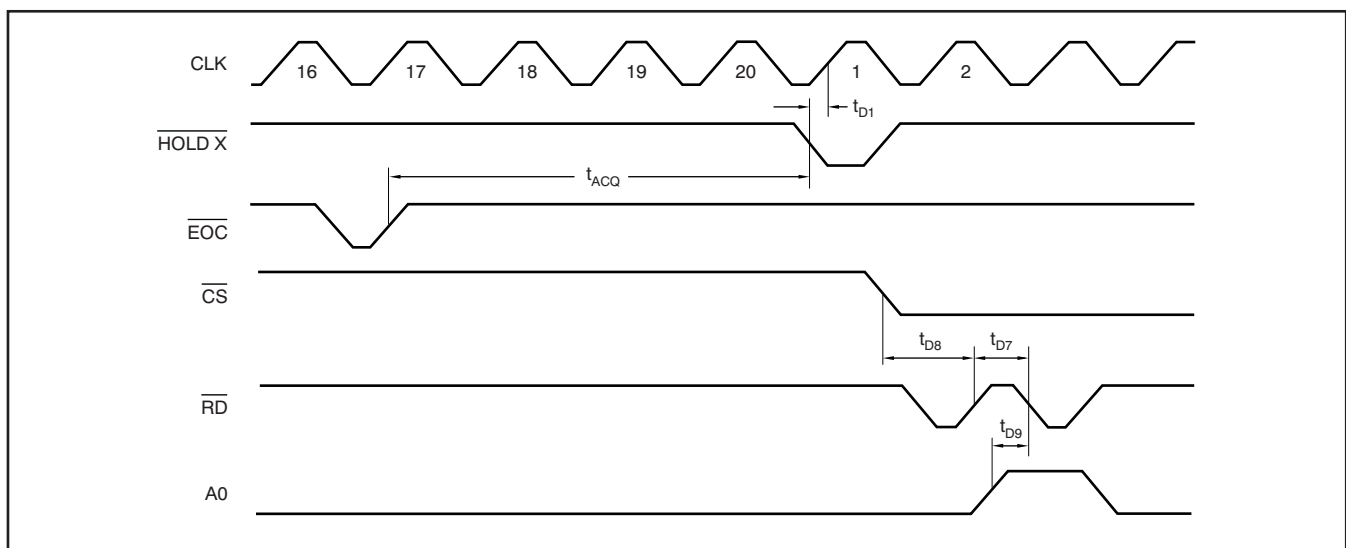 CLK
16 17 18 19 20 1 2
tD1
HOLD X
tACQ
EOC
CS
tD8 tD7
RD
tD9
A0